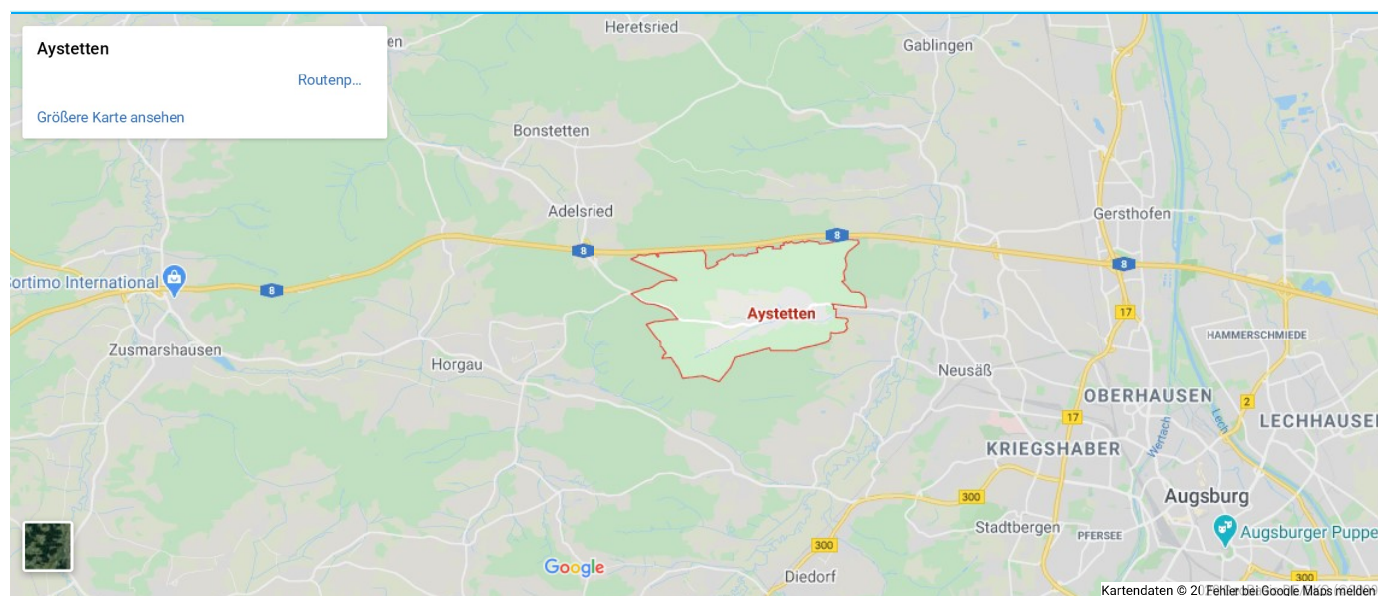 Aystetten
Routenp...
Größere Karte ansehen
en
Heretsried
Gablingen
Bonstetten
Adelsried
Gersthofen
8
8
8
8
Sortimo International
17
Aystetten
HAMMERSCHMIEDE
Zusmarshausen
Horgau
Neusäß
OBERHAUSEN
2
17
Lech
LECHHAUSE
Wertach
KRIEGSHABER
300
Augsburg
Stadtbergen
PFERSEE
Augsburger Puppe
300
Google
Diedorf
300
Kartendaten © 20
Fehler bei Google Maps melden